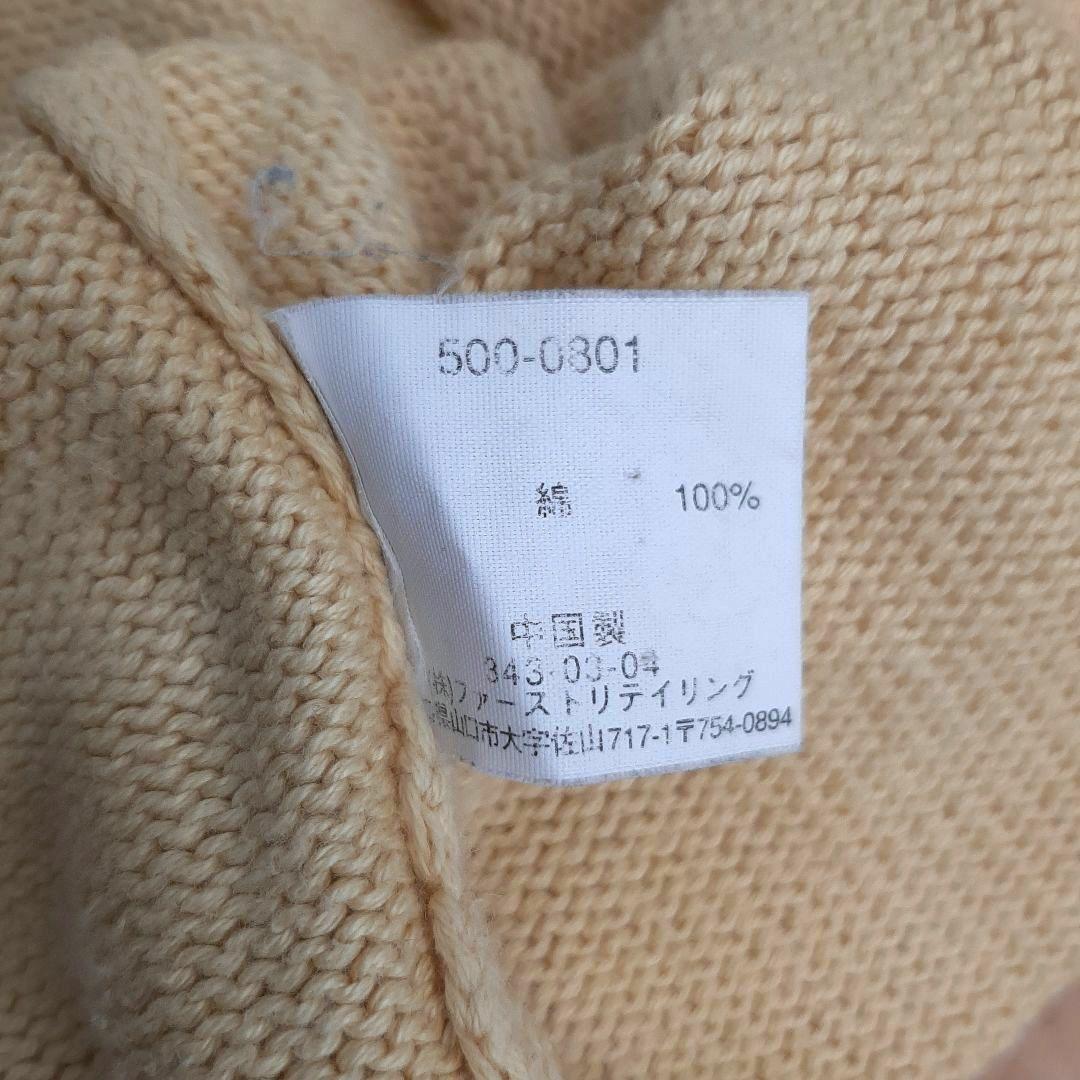 500-0801
綿 100%
中国製
343-03-04
(株)ファーストリテイリング
県山口市大字佐山717-1〒754-0894